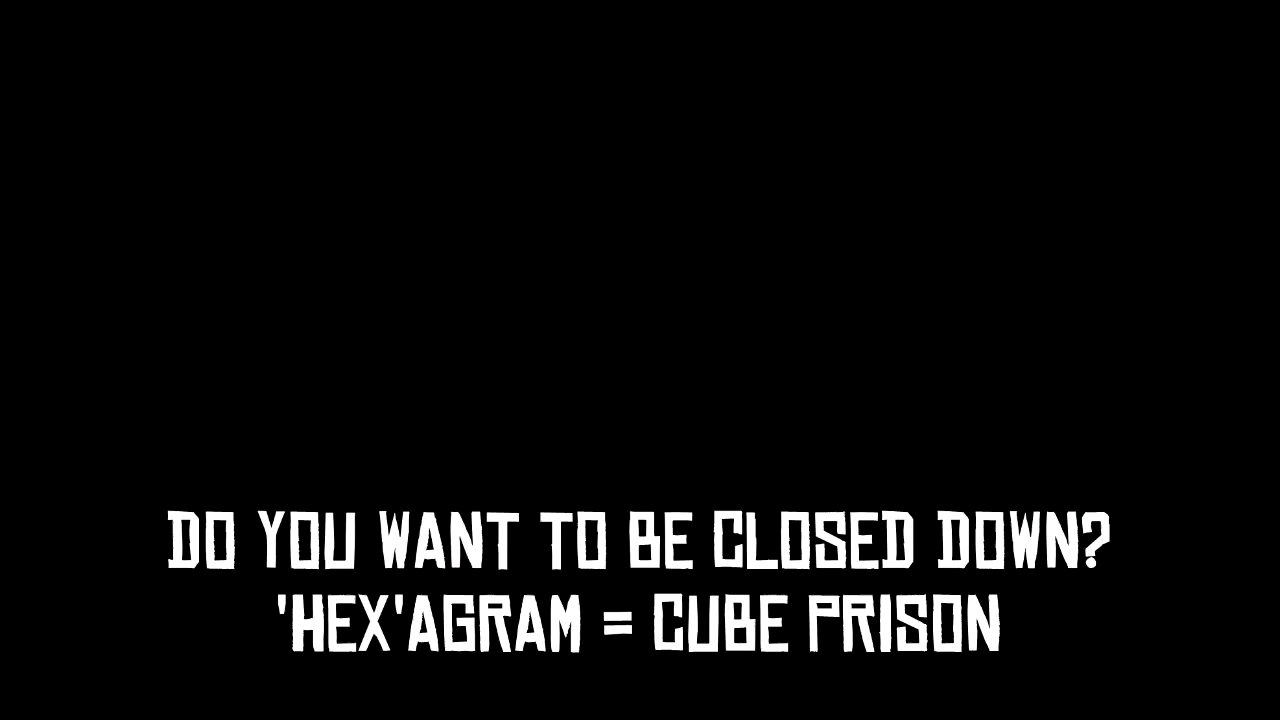 DO YOU WANT TO BE CLOSED DOWN?
'HEX'AGRAM = CUBE PRISON